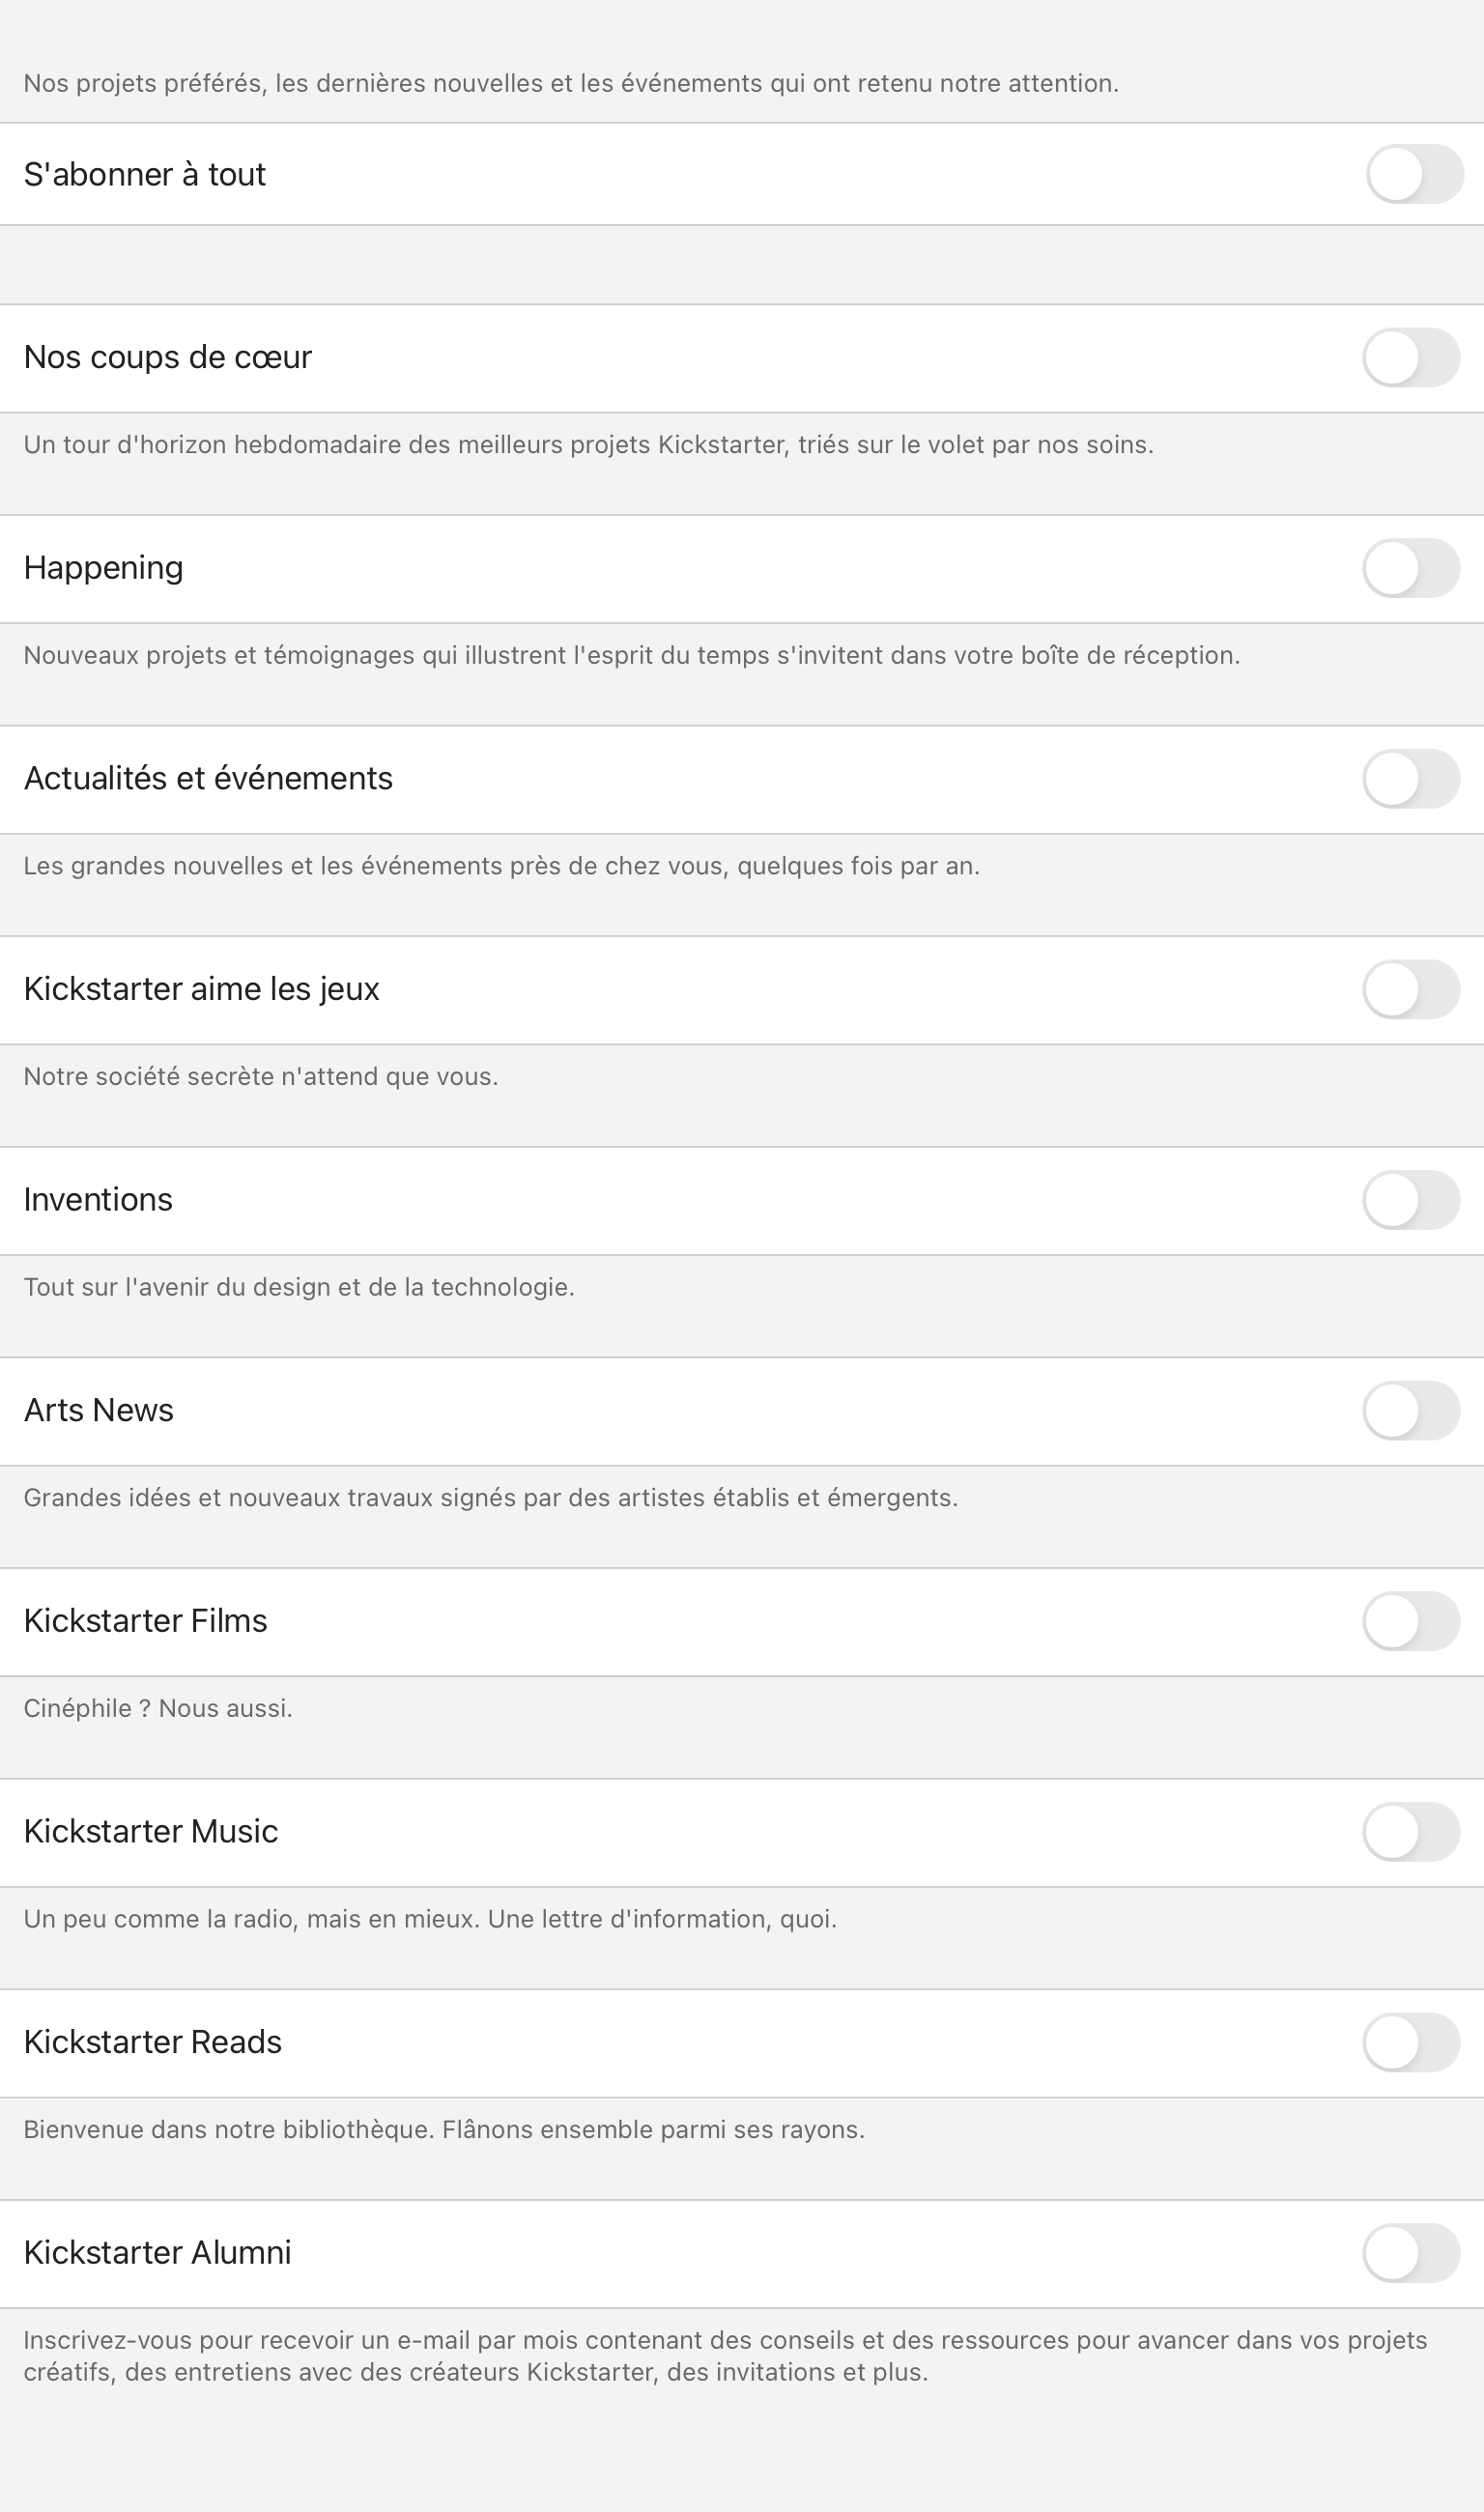 Nos projets préférés, les dernières nouvelles et les événements qui ont retenu notre attention.
S'abonner à tout
Nos coups de cœur
Un tour d'horizon hebdomadaire des meilleurs projets Kickstarter, triés sur le volet par nos soins.
Happening
Nouveaux projets et témoignages qui illustrent l'esprit du temps s'invitent dans votre boîte de réception.
Actualités et événements
Les grandes nouvelles et les événements près de chez vous, quelques fois par an.
Kickstarter aime les jeux
Notre société secrète n'attend que vous.
Inventions
Tout sur l'avenir du design et de la technologie.
Arts News
Grandes idées et nouveaux travaux signés par des artistes établis et émergents.
Kickstarter Films
Cinéphile ? Nous aussi.
Kickstarter Music
Un peu comme la radio, mais en mieux. Une lettre d'information, quoi.
Kickstarter Reads
Bienvenue dans notre bibliothèque. Flânons ensemble parmi ses rayons.
Kickstarter Alumni
Inscrivez-vous pour recevoir un e-mail par mois contenant des conseils et des ressources pour avancer dans vos projets
créatifs, des entretiens avec des créateurs Kickstarter, des invitations et plus.